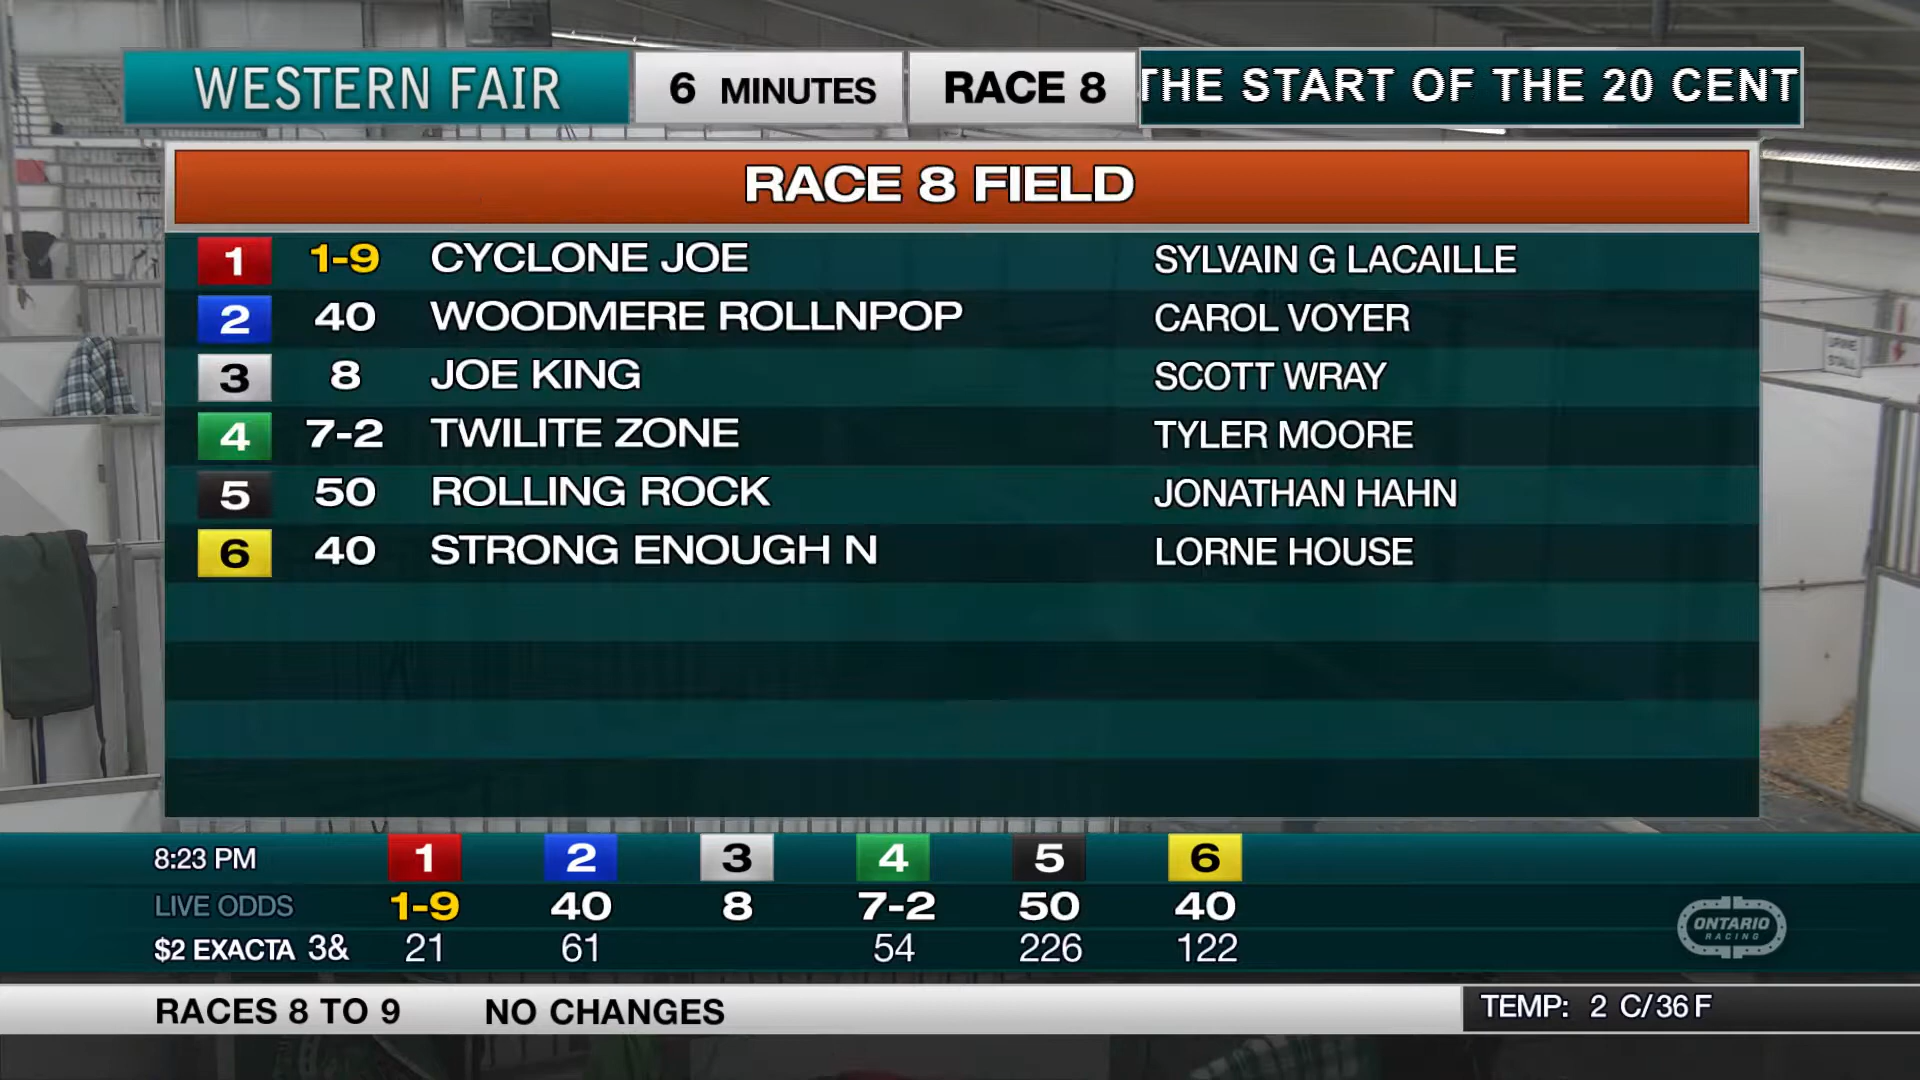 WESTERN FAIR 6 MINUTES RACE 8 THE START OF THE 20 CENT
RACE 8 FIELD
1 1-9 CYCLONE JOE SYLVAIN G LACAILLE
2 40 WOODMERE ROLLNPOP CAROL VOYER
3 8 JOE KING SCOTT WRAY
4 7-2 TWILITE ZONE TYLER MOORE
5 50 ROLLING ROCK JONATHAN HAHN
6 40 STRONG ENOUGH N LORNE HOUSE
URINE
STALL
8:23 PM 1 2 3 4 5 6
LIVE ODDS 1-9 40 8 7-2 50 40
$2 EXACTA 3& 21 61 54 226 122
ONTARIO
RACING
RACES 8 TO 9 NO CHANGES TEMP: 2 C/36 F